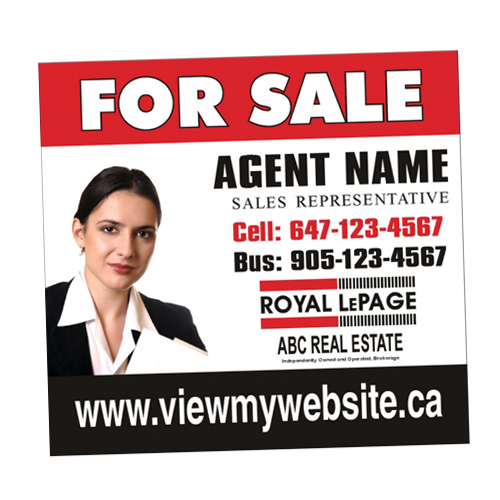 FOR SALE
AGENT NAME
SALES REPRESENTATIVE
Cell: 647-123-4567
Bus: 905-123-4567
ROYAL LEPAGE
ABC REAL ESTATE
Independently Owned and Operated, Brokerage
www.viewmywebsite.ca